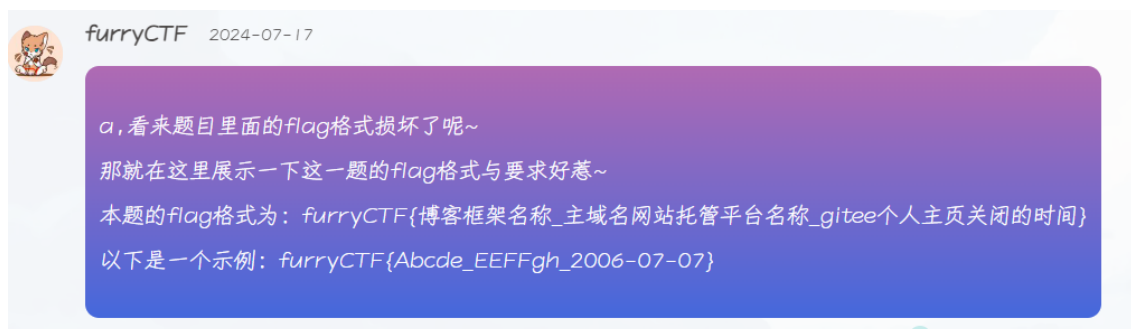 furryCTF 2024-07-17
a,看来题目里面的flag格式损坏了呢~
那就在这里展示一下这一题的flag格式与要求好惹~
本题的flag格式为：furryCTF{博客框架名称_主域名网站托管平台名称_gitee个人主页关闭的时间}
以下是一个示例：furryCTF{Abcde_EEFFgh_2006-07-07}